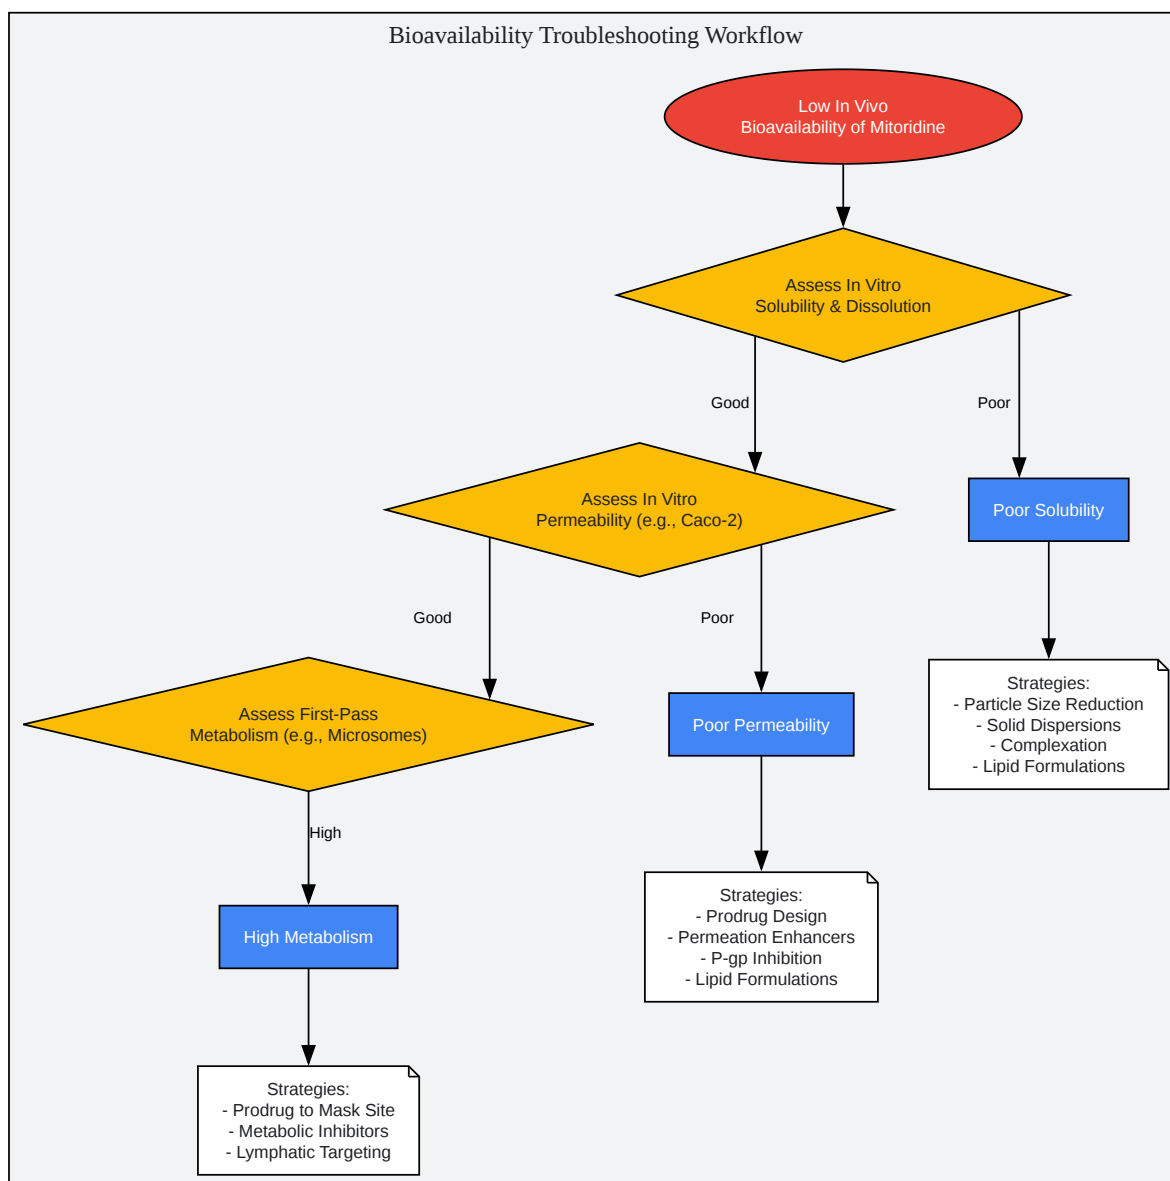 Bioavailability Troubleshooting Workflow
Low In Vivo
Bioavailability of Mitoridine
Assess In Vitro
Solubility & Dissolution
Good
Poor
Assess In Vitro
Permeability (e.g., Caco-2)
Poor Solubility
Good
Poor
Strategies:
- Particle Size Reduction
- Solid Dispersions
- Complexation
- Lipid Formulations
Assess First-Pass
Metabolism (e.g., Microsomes)
Poor Permeability
High
Strategies:
- Prodrug Design
- Permeation Enhancers
- P-gp Inhibition
- Lipid Formulations
High Metabolism
Strategies:
- Prodrug to Mask Site
- Metabolic Inhibitors
- Lymphatic Targeting